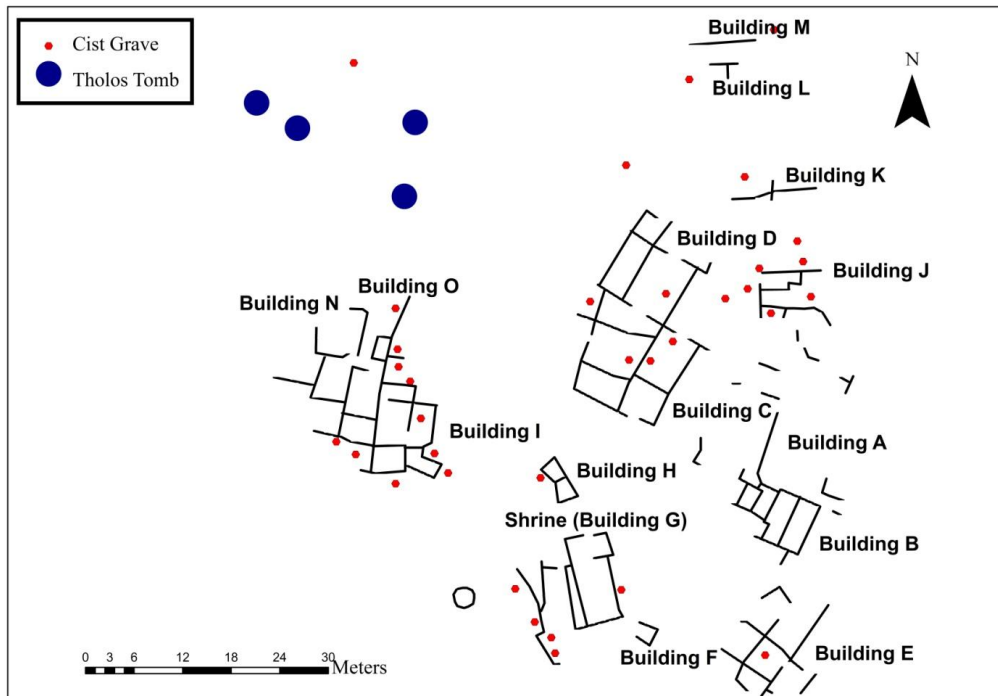 Cist Grave
Tholos Tomb
Building M
Building L
N
Building K
Building D
Building J
Building O
Building N
Building C
Building A
Building I
Building H
Shrine (Building G)
Building B
Building F
Building E
0 3 6 12 18 24 30
Meters